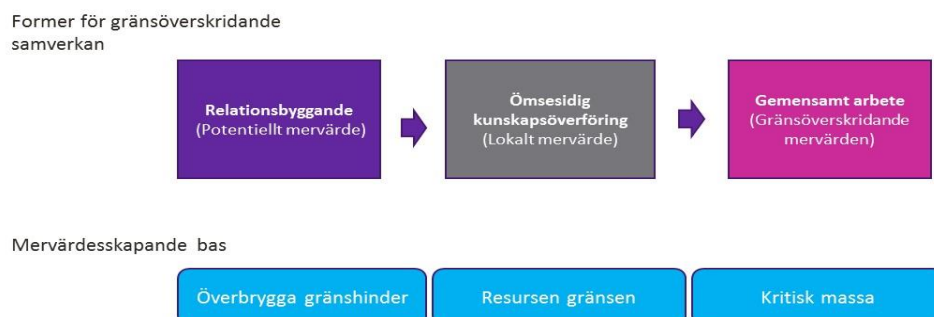 Former för gränsöverskridande
samverkan
Relationsbyggande
(Potentiellt mervärde)
Ömsesidig
kunskapsöverföring
(Lokalt mervärde)
Gemensamt arbete
(Gränsöverskridande
mervärden)
Mervärdesskapande bas
Överbrygga gränshinder
Resursen gränsen
Kritisk massa